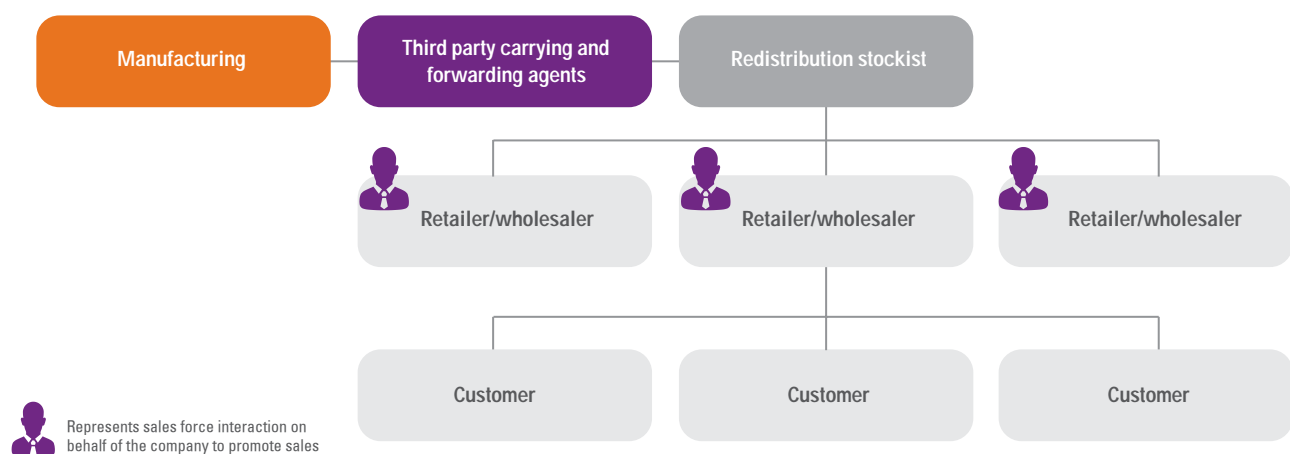 Manufacturing
Third party carrying and
forwarding agents
Redistribution stockist
Retailer/wholesaler
Retailer/wholesaler
Retailer/wholesaler
Customer
Customer
Customer
Represents sales force interaction on
behalf of the company to promote sales